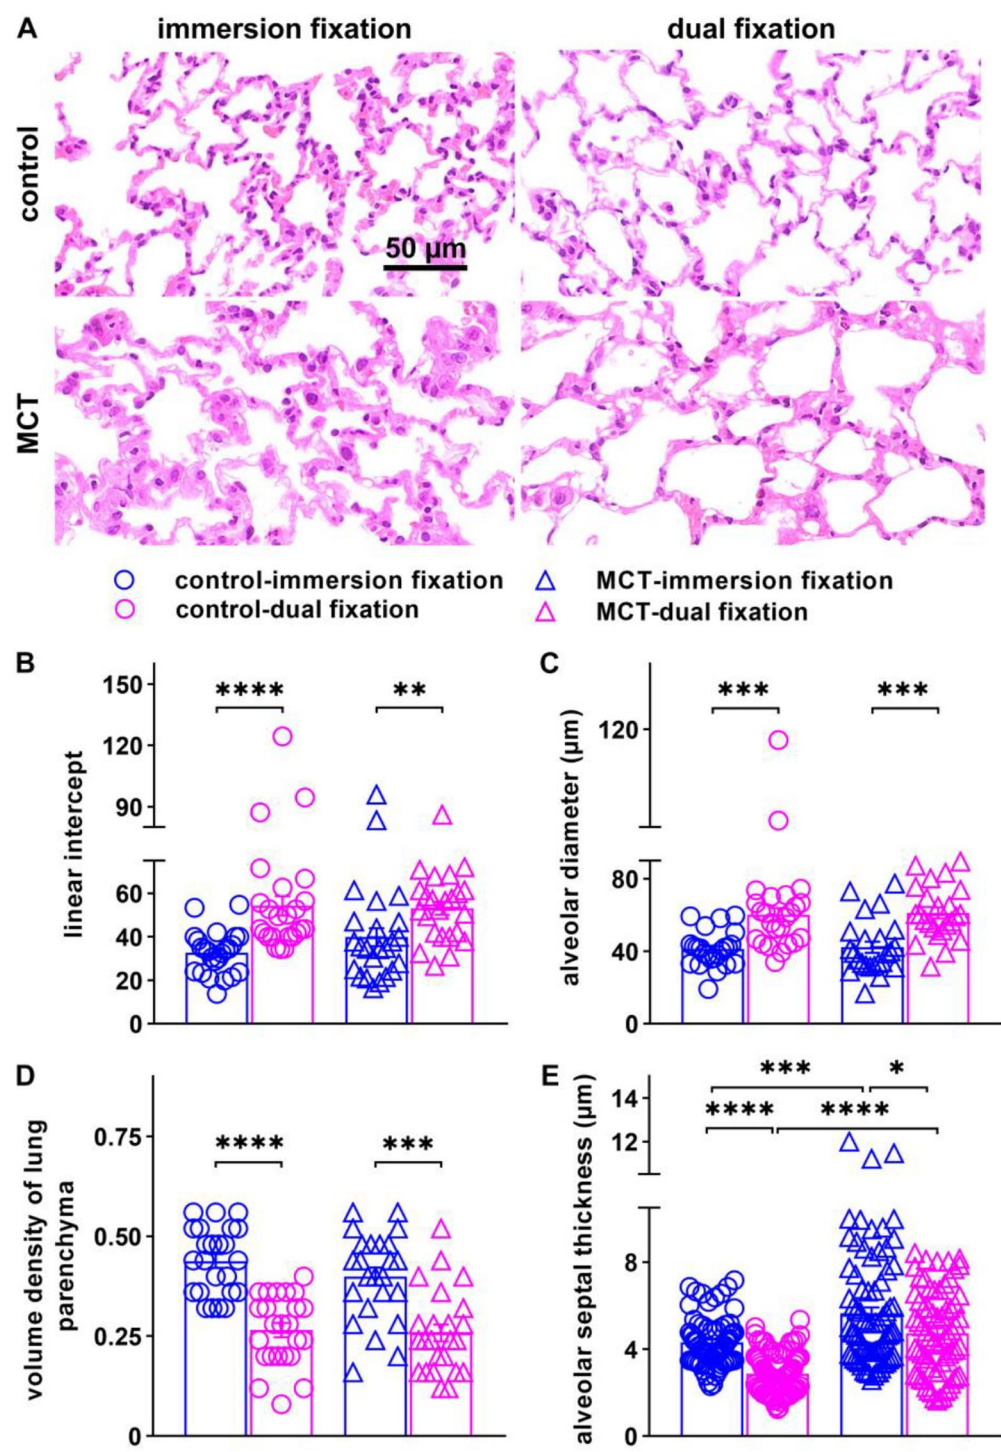 A
immersion fixation
dual fixation
control
50 µm
MCT
control-immersion fixation
MCT-immersion fixation
control-dual fixation
MCT-dual fixation
B
linear intercept
150
120
90
60
40
20
0
****
**
C
alveolar diameter (µm)
120
80
40
0
***
***
D
volume density of lung
parenchyma
0.75
0.50
0.25
0
****
***
E
alveolar septal thickness (µm)
14
12
8
4
0
***
*
****
****